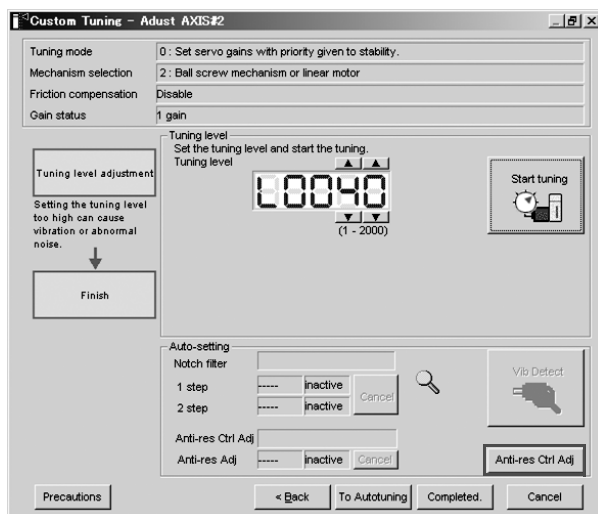 Custom Tuning - Adust AXIS#2
Tuning mode 0 : Set servo gains with priority given to stability.
Mechanism selection 2 : Ball screw mechanism or linear motor
Friction compensation Disable
Gain status 1 gain
Tuning level adjustment
Setting the tuning level
too high can cause
vibration or abnormal
noise.
Finish
Tuning level
Set the tuning level and start the tuning.
Tuning level
L0040
(1 - 2000)
Start tuning
Auto-setting
Notch filter
1 step ----- inactive
2 step ----- inactive
Cancel
Vib Detect
Anti-res Ctrl Adj
Anti-res Adj ----- inactive Cancel
Anti-res Ctrl Adj
Precautions < Back To Autotuning Completed. Cancel